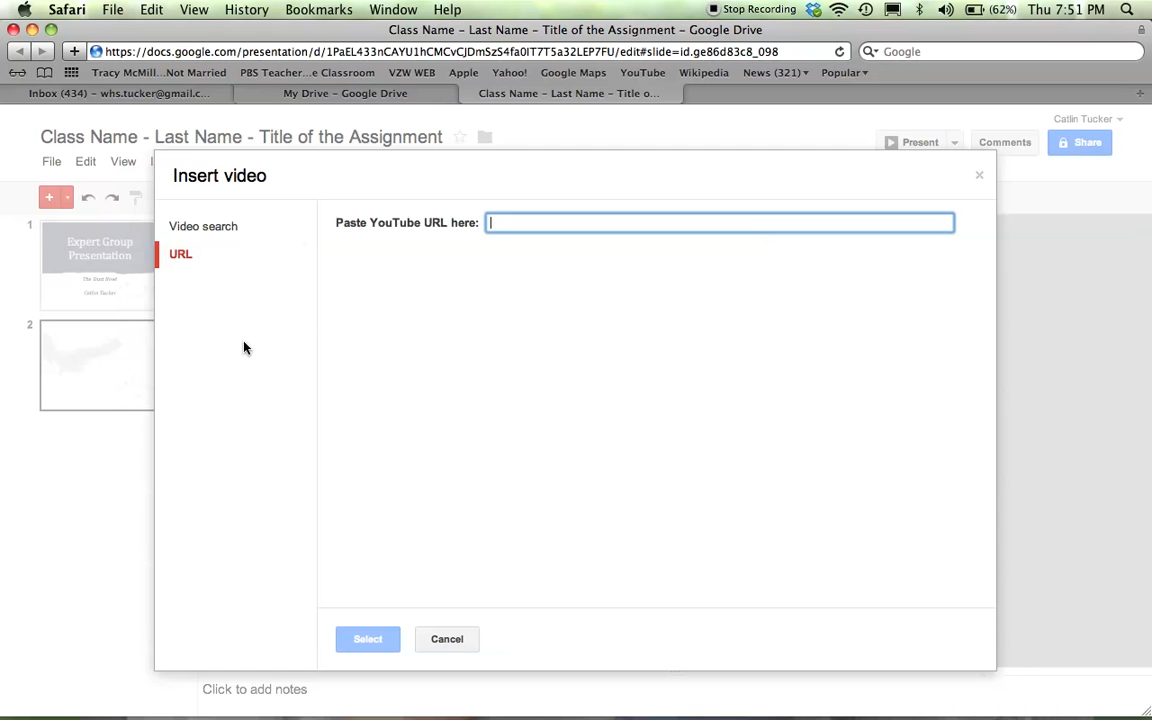 Safari File Edit View History Bookmarks Window Help Stop Recording (62%) Thu 7:51 PM
Class Name – Last Name – Title of the Assignment – Google Drive
https://docs.google.com/presentation/d/1PaEL433nCAYU1hCMCvCJDmSzS4fa0IT7T5a32LEP7FU/edit#slide=id.ge86d83c8_098 Google
Tracy McMill...Not Married PBS Teacher...e Classroom VZW WEB Apple Yahoo! Google Maps YouTube Wikipedia News (321) Popular
Inbox (434) – whs.tucker@gmail.c... My Drive – Google Drive Class Name – Last Name – Title o...
Catlin Tucker
Class Name - Last Name - Title of the Assignment
Present Comments Share
File Edit View
Insert video
Video search
URL
Paste YouTube URL here:
1
Expert Group
Presentation
Catlin Tucker
2
Select Cancel
Click to add notes